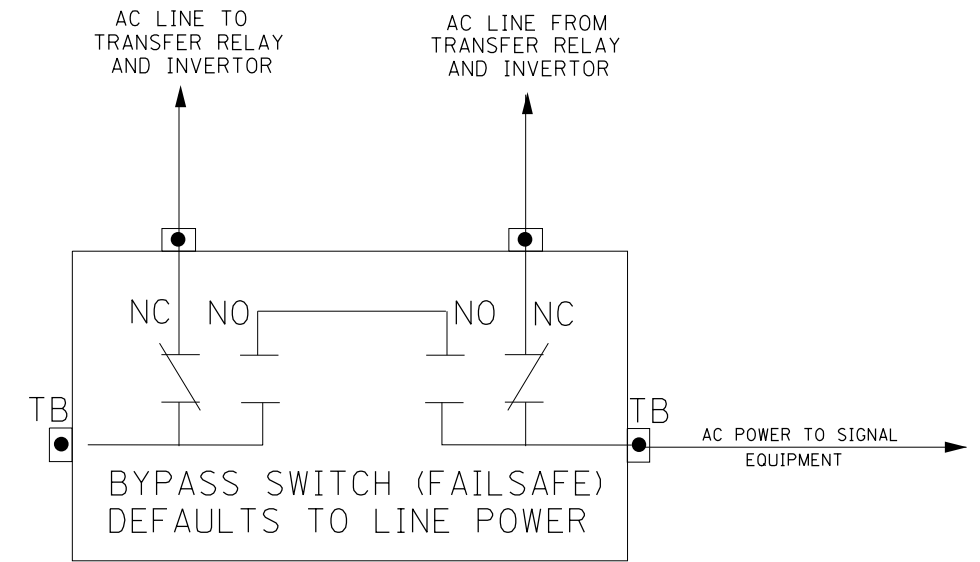 AC LINE TO
TRANSFER RELAY
AND INVERTOR
AC LINE FROM
TRANSFER RELAY
AND INVERTOR
NC
NO
NO
NC
TB
TB
AC POWER TO SIGNAL
EQUIPMENT
BYPASS SWITCH (FAILSAFE)
DEFAULTS TO LINE POWER